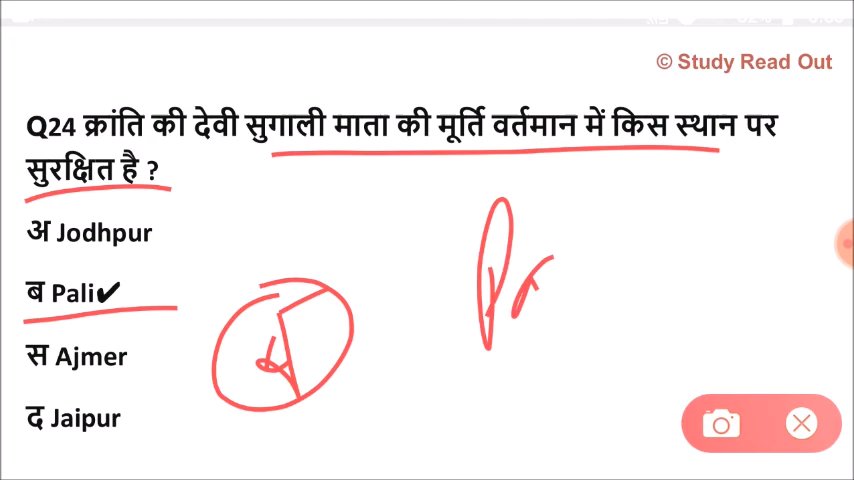 © Study Read Out
Q24 क्रांति की देवी सुगाली माता की मूर्ति वर्तमान में किस स्थान पर
सुरक्षित है ?
अ Jodhpur
ब Pali✔
स Ajmer
द Jaipur